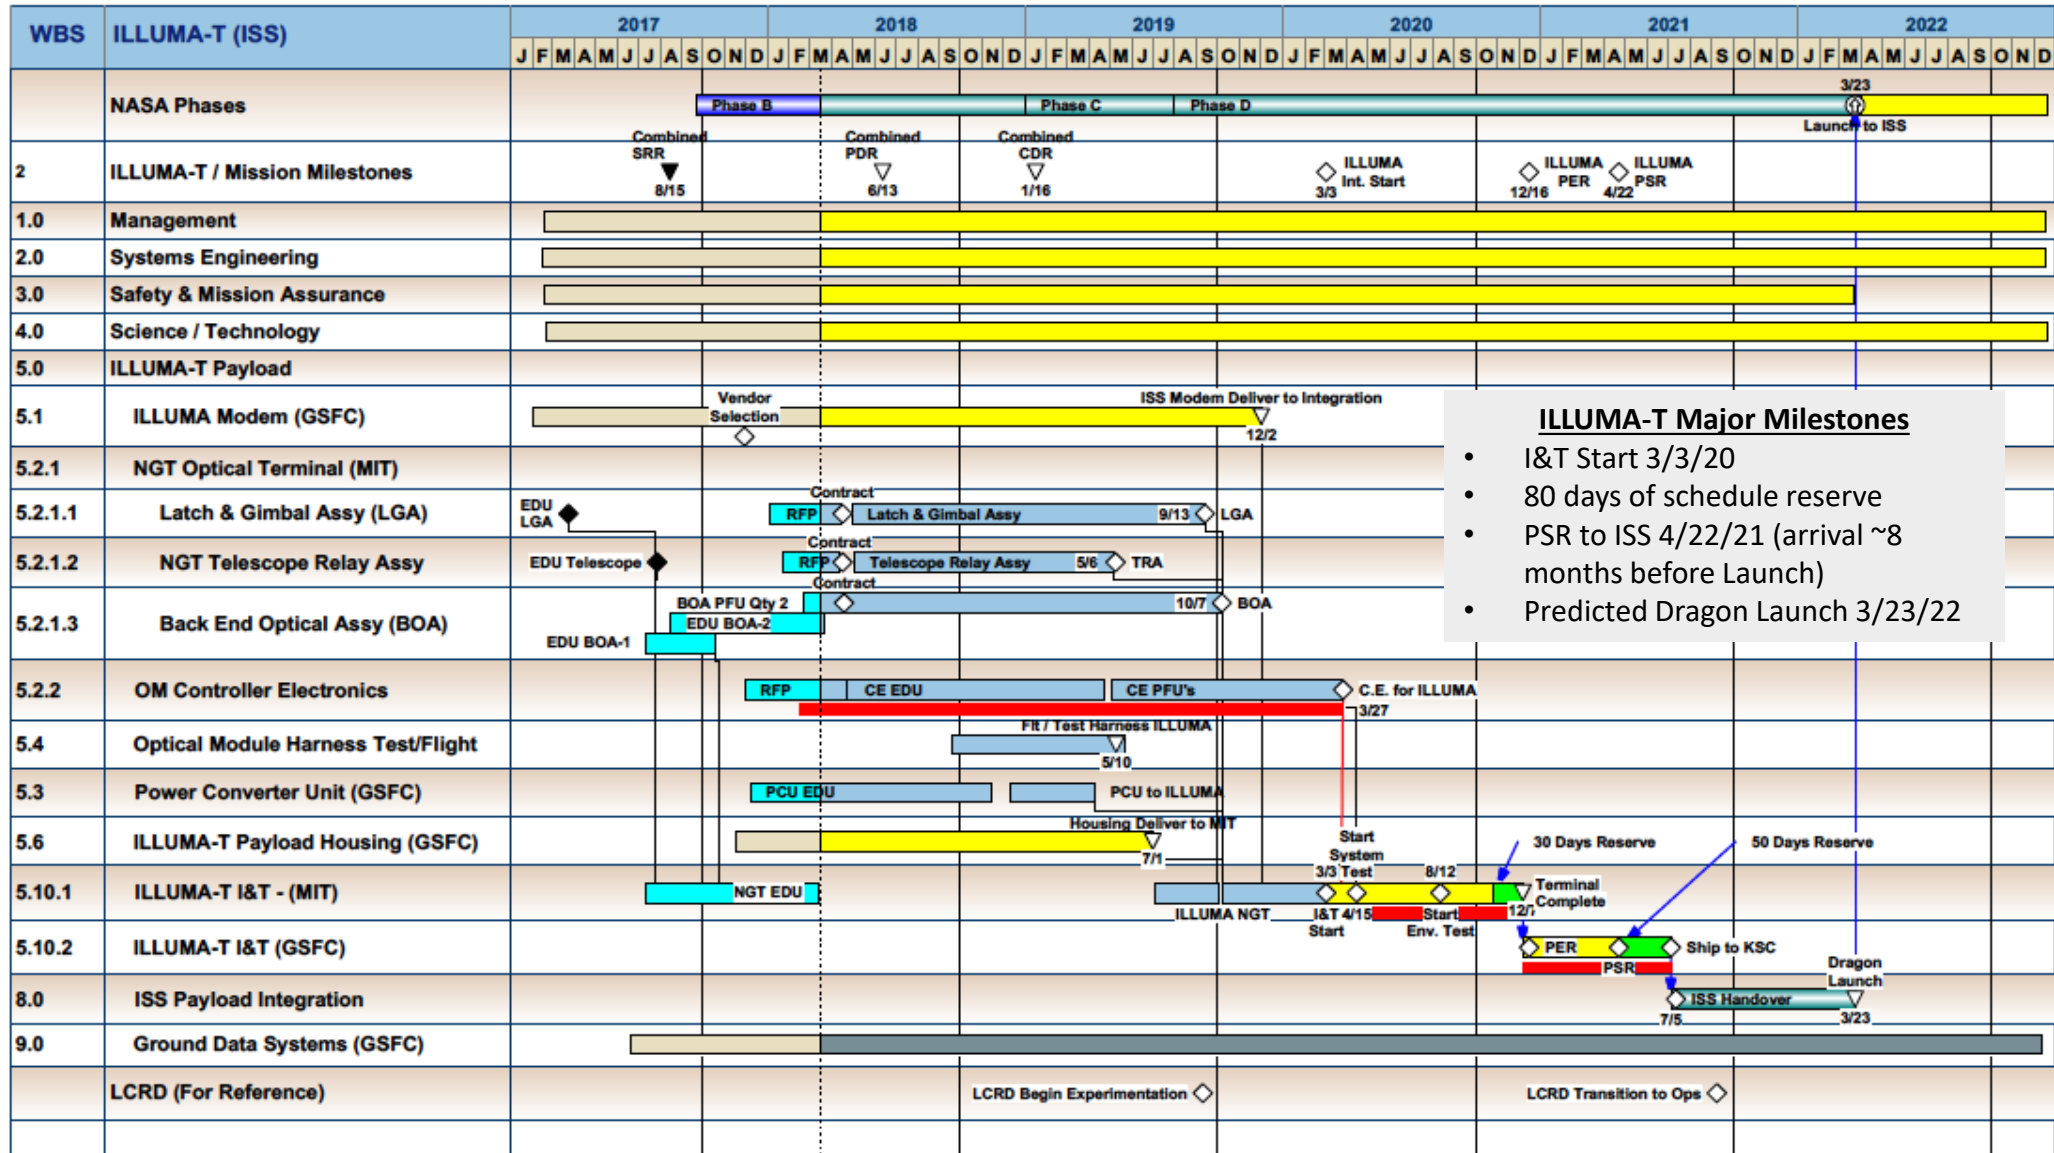 WBS ILLUMA-T (ISS) 2017 2018 2019 2020 2021 2022
J F M A M J J A S O N D J F M A M J J A S O N D J F M A M J J A S O N D J F M A M J J A S O N D J F M A M J J A S O N D J F M A M J J A S O N D
NASA Phases Phase B Phase C Phase D
3/23
Launch to ISS
2 ILLUMA-T / Mission Milestones
Combined
SRR
8/15
Combined
PDR
6/13
Combined
CDR
1/16
ILLUMA
Int. Start
3/3
ILLUMA
PER
12/16
ILLUMA
PSR
4/22
1.0 Management
2.0 Systems Engineering
3.0 Safety & Mission Assurance
4.0 Science / Technology
5.0 ILLUMA-T Payload
5.1 ILLUMA Modem (GSFC)
Vendor
Selection
ISS Modem Deliver to Integration
12/2
ILLUMA-T Major Milestones
• I&T Start 3/3/20
• 80 days of schedule reserve
• PSR to ISS 4/22/21 (arrival ~8
months before Launch)
• Predicted Dragon Launch 3/23/22
5.2.1 NGT Optical Terminal (MIT)
5.2.1.1 Latch & Gimbal Assy (LGA)
EDU
LGA
Contract
RFP Latch & Gimbal Assy 9/13 LGA
5.2.1.2 NGT Telescope Relay Assy
EDU Telescope
Contract
RFP Telescope Relay Assy 5/6 TRA
5.2.1.3 Back End Optical Assy (BOA)
Contract
BOA PFU Qty 2 10/7 BOA
EDU BOA-2
EDU BOA-1
5.2.2 OM Controller Electronics
RFP CE EDU CE PFU's C.E. for ILLUMA
3/27
5.4 Optical Module Harness Test/Flight
Flt / Test Harness ILLUMA
5/10
5.3 Power Converter Unit (GSFC)
PCU EDU PCU to ILLUMA
5.6 ILLUMA-T Payload Housing (GSFC)
Housing Deliver to MIT
7/1
Start
System
Test
30 Days Reserve 50 Days Reserve
5.10.1 ILLUMA-T I&T - (MIT)
NGT EDU
ILLUMA NGT
3/3
I&T
Start
4/15
8/12
Start
Env. Test
Terminal
Complete
5.10.2 ILLUMA-T I&T (GSFC)
PER
PSR
Ship to KSC
8.0 ISS Payload Integration
ISS Handover
7/5
Dragon
Launch
3/23
9.0 Ground Data Systems (GSFC)
LCRD (For Reference) LCRD Begin Experimentation LCRD Transition to Ops